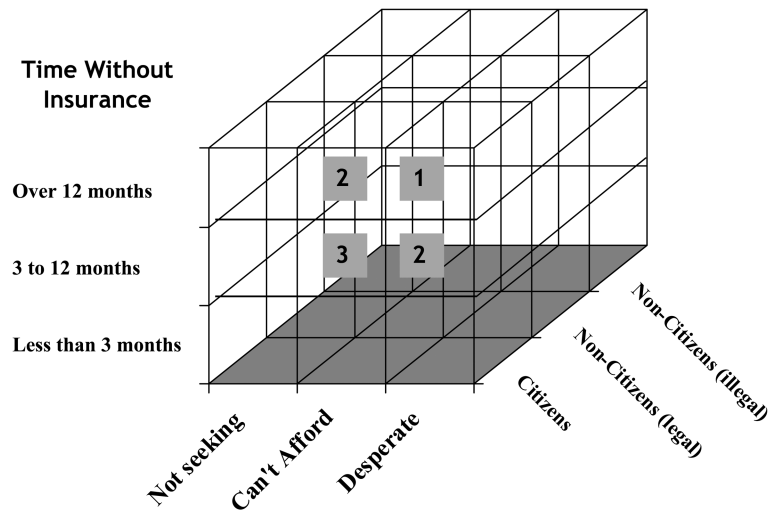 Time Without
Insurance
2 1
Over 12 months
3 2
3 to 12 months
Less than 3 months
Not seeking
Can't Afford
Desperate
Citizens
Non-Citizens (legal)
Non-Citizens (illegal)